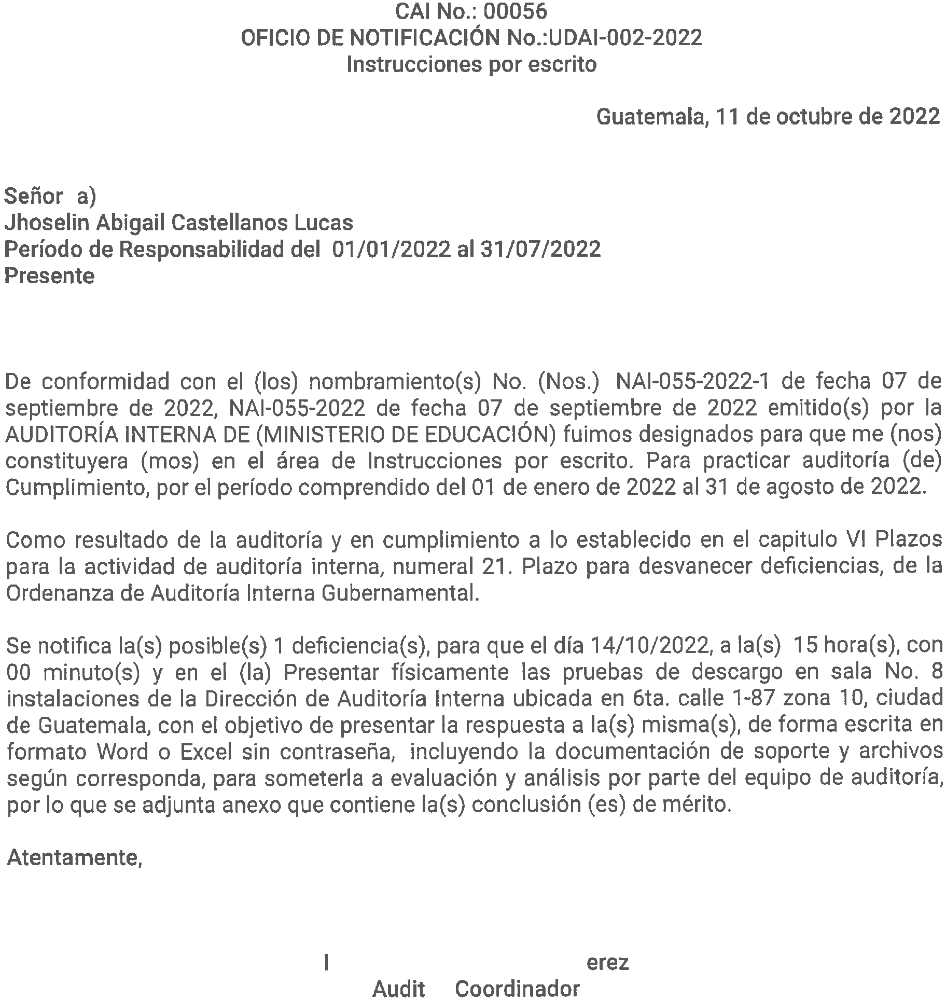 CAI No.: 00056
OFICIO DE NOTIFICACIÓN No.:UDAI-002-2022
Instrucciones por escrito
Guatemala, 11 de octubre de 2022
Señor a)
Jhoselin Abigail Castellanos Lucas
Período de Responsabilidad del 01/01/2022 al 31/07/2022
Presente
De conformidad con el (los) nombramiento(s) No. (Nos.) NAI-055-2022-1 de fecha 07 de
septiembre de 2022, NAI-055-2022 de fecha 07 de septiembre de 2022 emitido(s) por la
AUDITORÍA INTERNA DE (MINISTERIO DE EDUCACIÓN) fuimos designados para que me (nos)
constituyera (mos) en el área de Instrucciones por escrito. Para practicar auditoría (de)
Cumplimiento, por el período comprendido del 01 de enero de 2022 al 31 de agosto de 2022.
Como resultado de la auditoría y en cumplimiento a lo establecido en el capitulo VI Plazos
para la actividad de auditoría interna, numeral 21. Plazo para desvanecer deficiencias, de la
Ordenanza de Auditoría Interna Gubernamental.
Se notifica la(s) posible(s) 1 deficiencia(s), para que el día 14/10/2022, a la(s) 15 hora(s), con
00 minuto(s) y en el (la) Presentar físicamente las pruebas de descargo en sala No. 8
instalaciones de la Dirección de Auditoría Interna ubicada en 6ta. calle 1-87 zona 10, ciudad
de Guatemala, con el objetivo de presentar la respuesta a la(s) misma(s), de forma escrita en
formato Word o Excel sin contraseña, incluyendo la documentación de soporte y archivos
según corresponda, para someterla a evaluación y análisis por parte del equipo de auditoría,
por lo que se adjunta anexo que contiene la(s) conclusión (es) de mérito.
Atentamente,
erez
Audit Coordinador